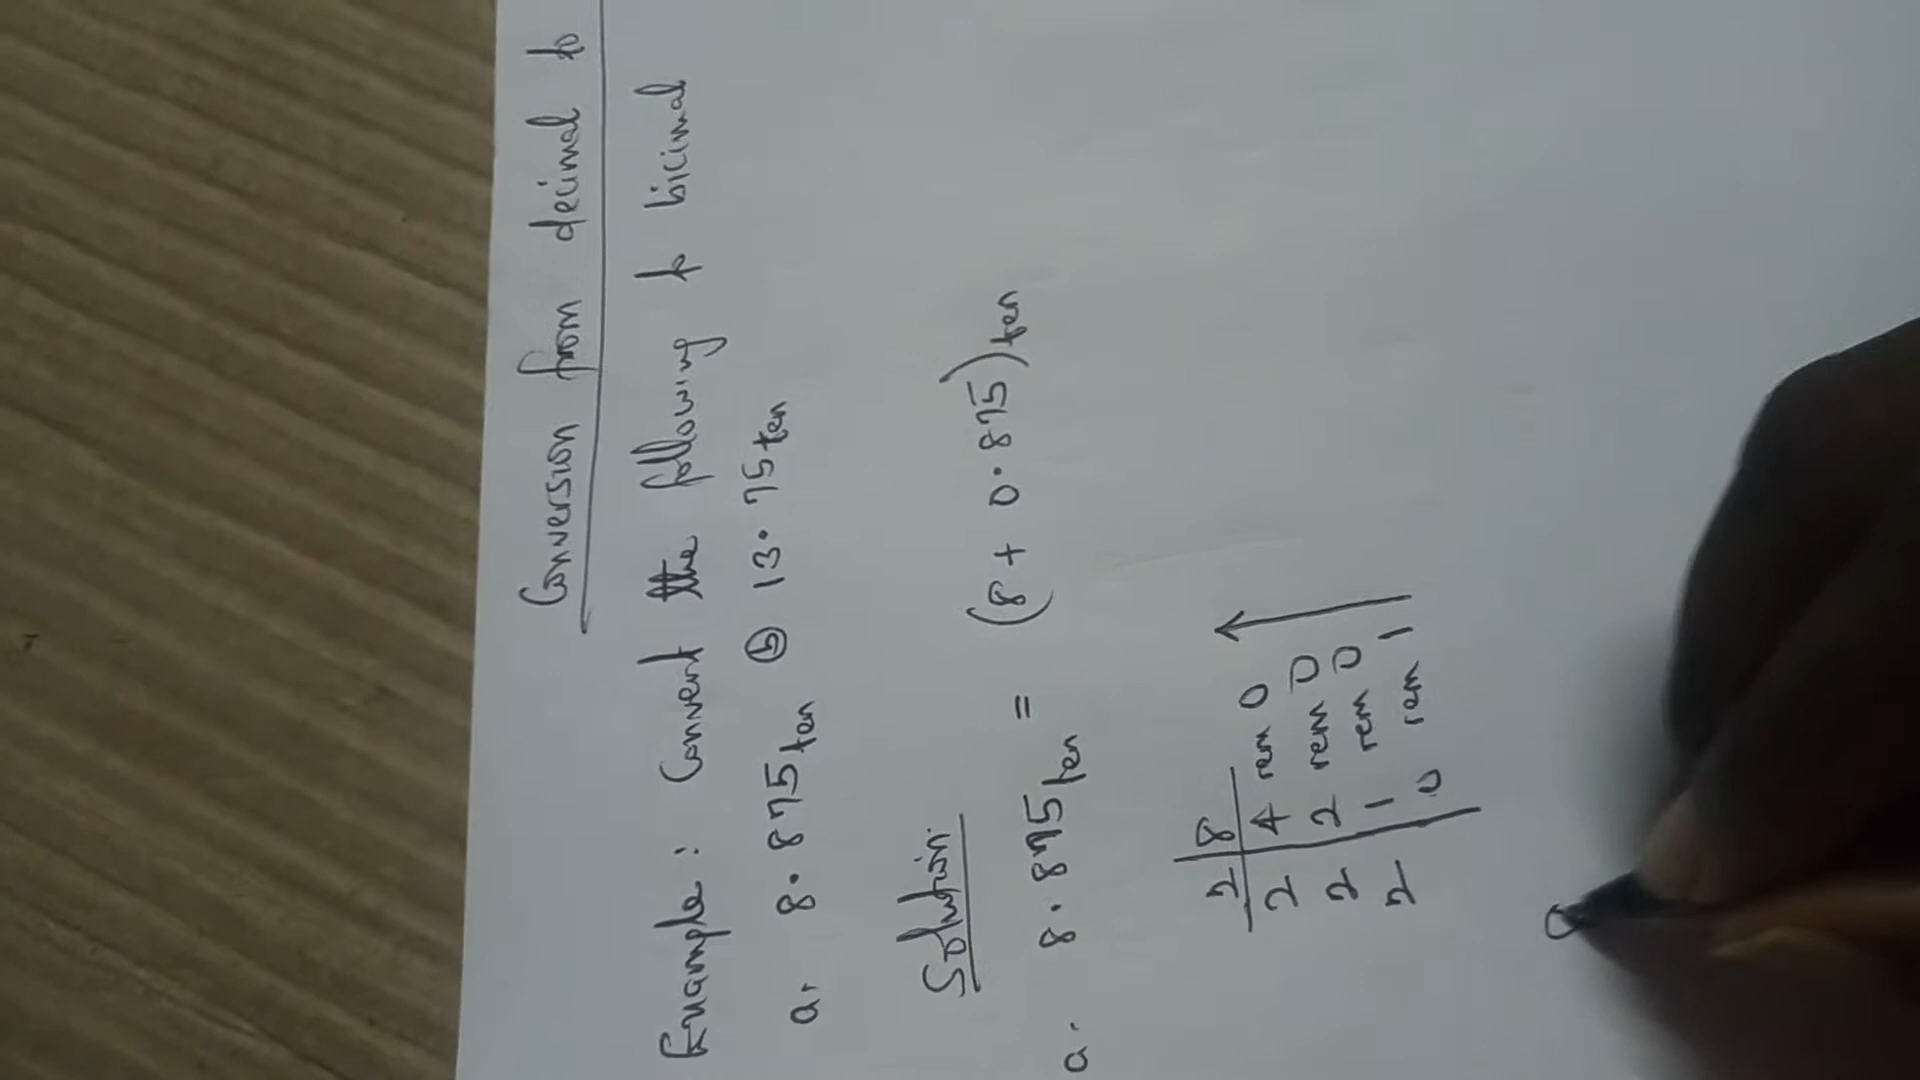 Conversion from decimal to
Example: Convert the following to bicimal
a. 8.875ten (b) 13.75ten
Solution
a. 8.875ten = (8 + 0.875)ten
2 8
2 4 rem 0
2 2 rem 0
2 1 rem 0
0 rem 1